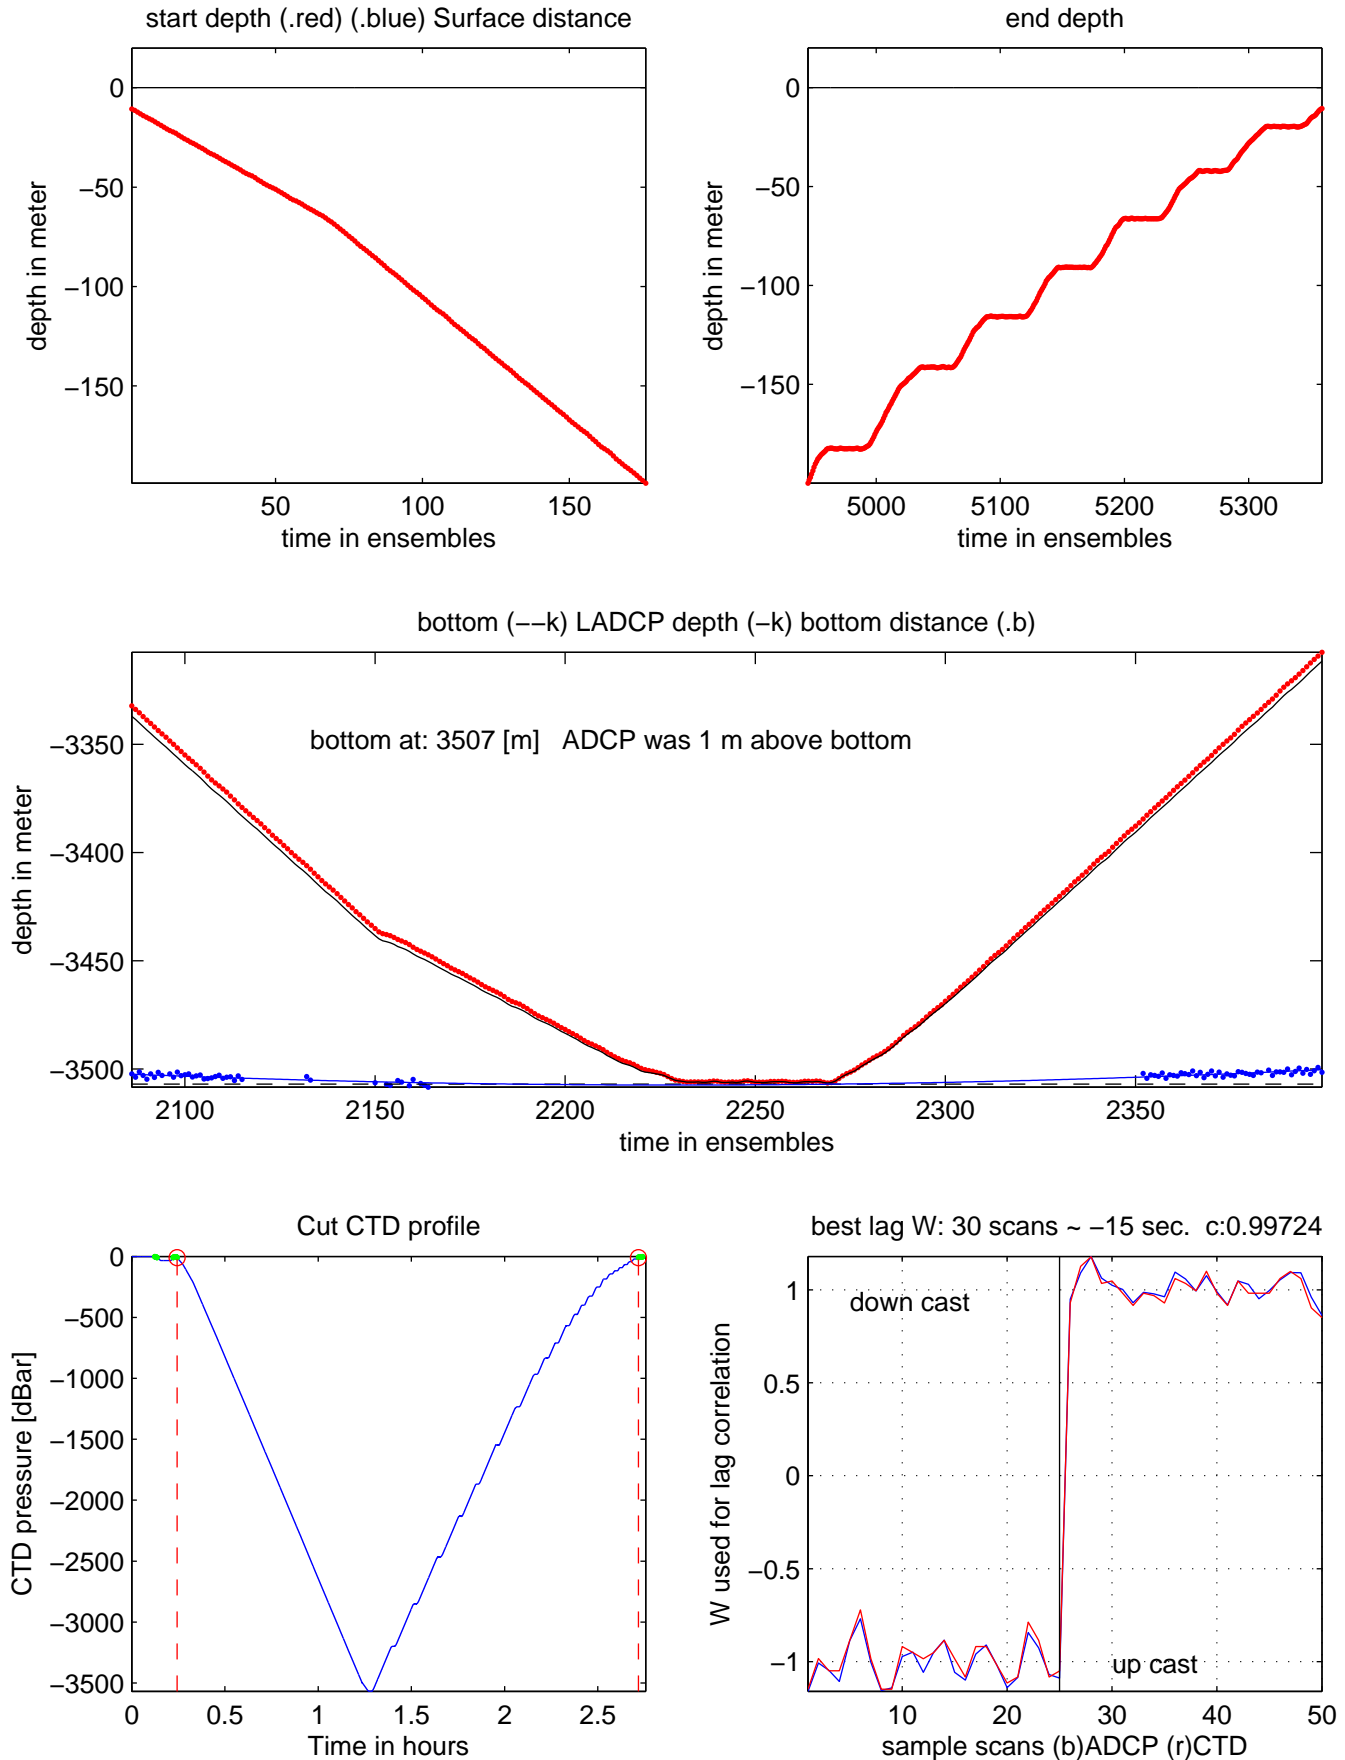 start depth (.red) (.blue) Surface distance
0
−50
−100
−150
depth in meter
50
100
150
time in ensembles
end depth
0
−50
−100
−150
depth in meter
5000
5100
5200
5300
time in ensembles
bottom (−−k) LADCP depth (−k) bottom distance (.b)
bottom at: 3507 [m]   ADCP was 1 m above bottom
−3350
−3400
−3450
−3500
depth in meter
2100
2150
2200
2250
2300
2350
time in ensembles
Cut CTD profile
0
−500
−1000
−1500
−2000
−2500
−3000
−3500
CTD pressure [dBar]
0
0.5
1
1.5
2
2.5
Time in hours
best lag W: 30 scans ~ −15 sec.  c:0.99724
down cast
up cast
1
0.5
0
−0.5
−1
W used for lag correlation
10
20
30
40
50
sample scans (b)ADCP (r)CTD